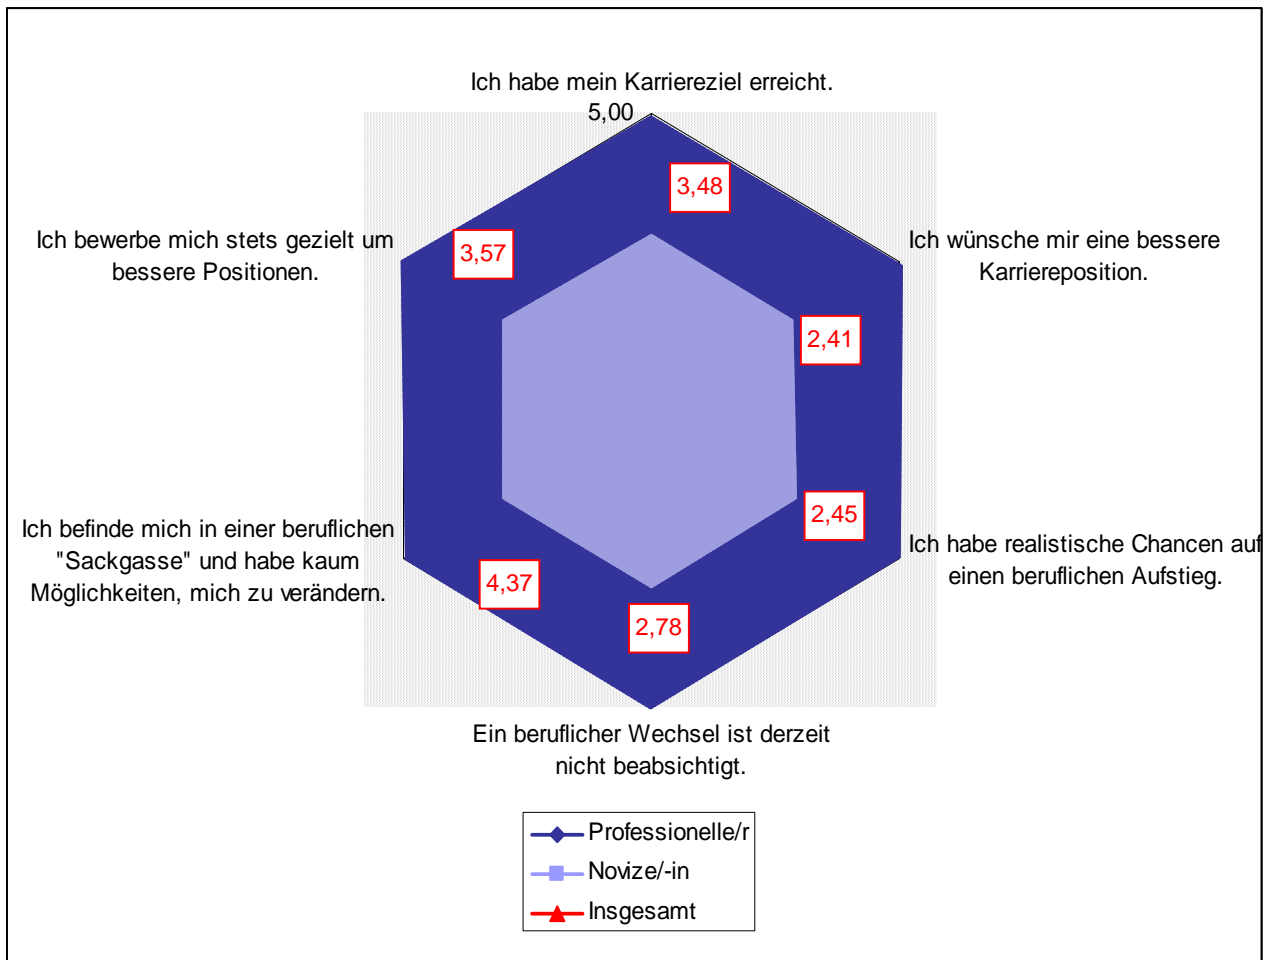 Ich habe mein Karriereziel erreicht.
5,00
3,48
Ich bewerbe mich stets gezielt um
bessere Positionen.
3,57
Ich wünsche mir eine bessere
Karriereposition.
2,41
Ich befinde mich in einer beruflichen
"Sackgasse" und habe kaum
Möglichkeiten, mich zu verändern.
4,37
2,45
Ich habe realistische Chancen auf
einen beruflichen Aufstieg.
2,78
Ein beruflicher Wechsel ist derzeit
nicht beabsichtigt.
Professionelle/r
Novize/-in
Insgesamt